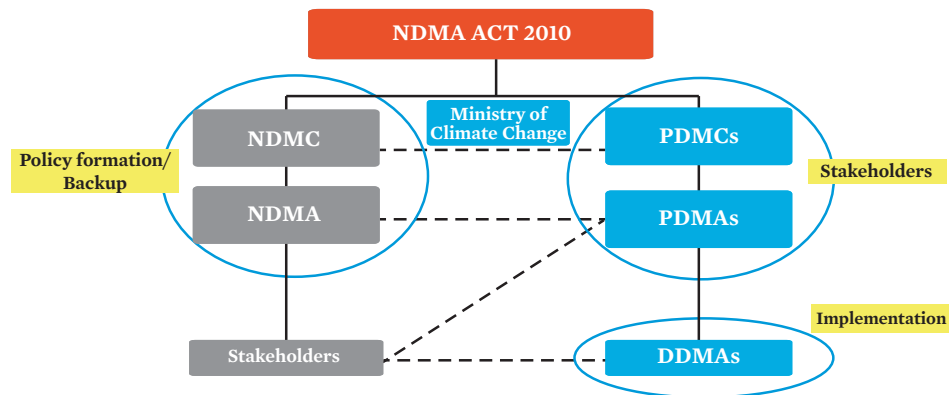 NDMA ACT 2010
Ministry of
Climate Change
NDMC
PDMCs
Policy formation/
Backup
Stakeholders
NDMA
PDMAs
Implementation
Stakeholders
DDMAs